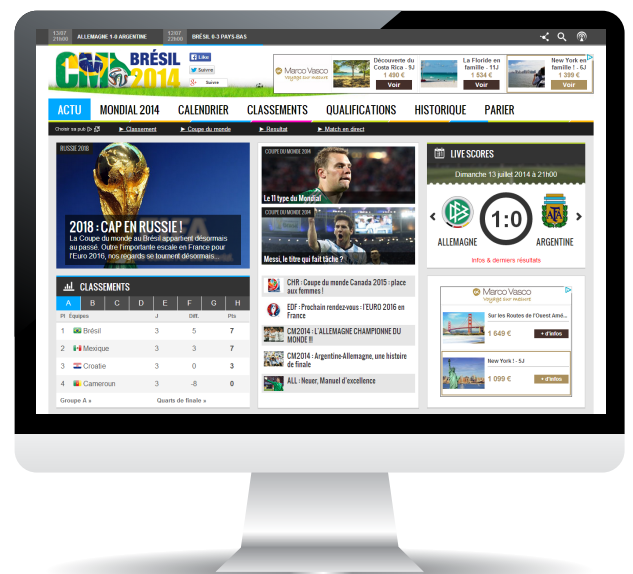 13/07
21h00
ALLEMAGNE 1-0 ARGENTINE
12/07
22h00
BRÉSIL 0-3 PAYS-BAS
CM
BRÉSIL
2014
Like
Suivre
Suivre
Marco Vasco
Voyage sur mesure
Découverte du
Costa Rica - 9J
1 490 €
Voir
La Floride en
famille - 11J
1 534 €
Voir
New York en
famille ! - 5J
1 399 €
Voir
ACTU
MONDIAL 2014
CALENDRIER
CLASSEMENTS
QUALIFICATIONS
HISTORIQUE
PARIER
Choisir sa pub
► Classement
► Coupe du monde
► Resultat
► Match en direct
RUSSIE 2018
2018 : CAP EN RUSSIE !
La Coupe du monde au Brésil appartient désormais
au passé. Outre l'importante escale en France pour
l'Euro 2016, nos regards se tournent désormais...
CLASSEMENTS
A B C D E F G H
Pl Equipes J Diff. Pts
1 Brésil 3 5 7
2 Mexique 3 3 7
3 Croatie 3 0 3
4 Cameroun 3 -8 0
Groupe A »
Quarts de finale »
COUPE DU MONDE 2014
Le 11 type du Mondial
COUPE DU MONDE 2014
Messi, le titre qui fait tâche ?
CHR : Coupe du monde Canada 2015 : place
aux femmes !
EDF : Prochain rendez-vous : l'EURO 2016 en
France
CM2014 : L'ALLEMAGNE CHAMPIONNE DU
MONDE !!!
CM2014 : Argentine-Allemagne, une histoire
de finale
ALL : Neuer, Manuel d'excellence
LIVE SCORES
Dimanche 13 juillet 2014 à 21h00
1:0
AFA
ALLEMAGNE
ARGENTINE
Infos & derniers résultats
Marco Vasco
Voyage sur mesure
Sur les Routes de l'Ouest Amé...
1 649 €
+ d'infos
New York ! - 5J
1 099 €
+ d'infos